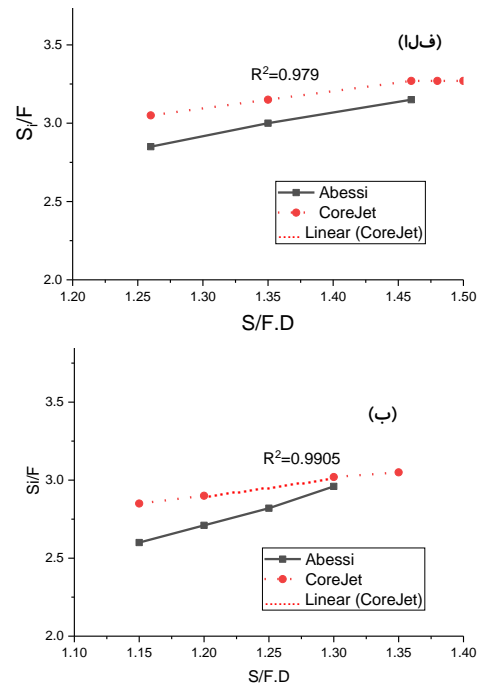 3.5
3.0
2.5
2.0
S_i/F
(فلا)
R²=0.979
Abessi
CoreJet
Linear (CoreJet)
1.20 1.25 1.30 1.35 1.40 1.45 1.50
S/F.D
3.5
3.0
2.5
2.0
Si/F
(ب)
R²=0.9905
Abessi
CoreJet
Linear (CoreJet)
1.10 1.15 1.20 1.25 1.30 1.35 1.40
S/F.D